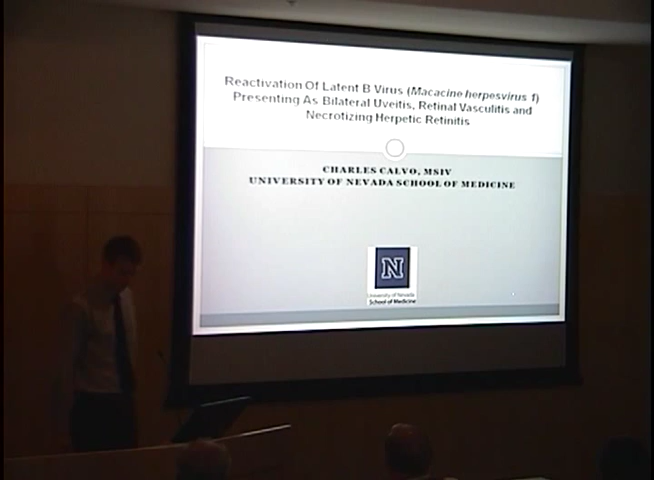 Reactivation Of Latent B Virus (Macacine herpesvirus 1)
Presenting As Bilateral Uveitis, Retinal Vasculitis and
Necrotizing Herpetic Retinitis
CHARLES CALVO, MSIV
UNIVERSITY OF NEVADA SCHOOL OF MEDICINE
N
University of Nevada
School of Medicine